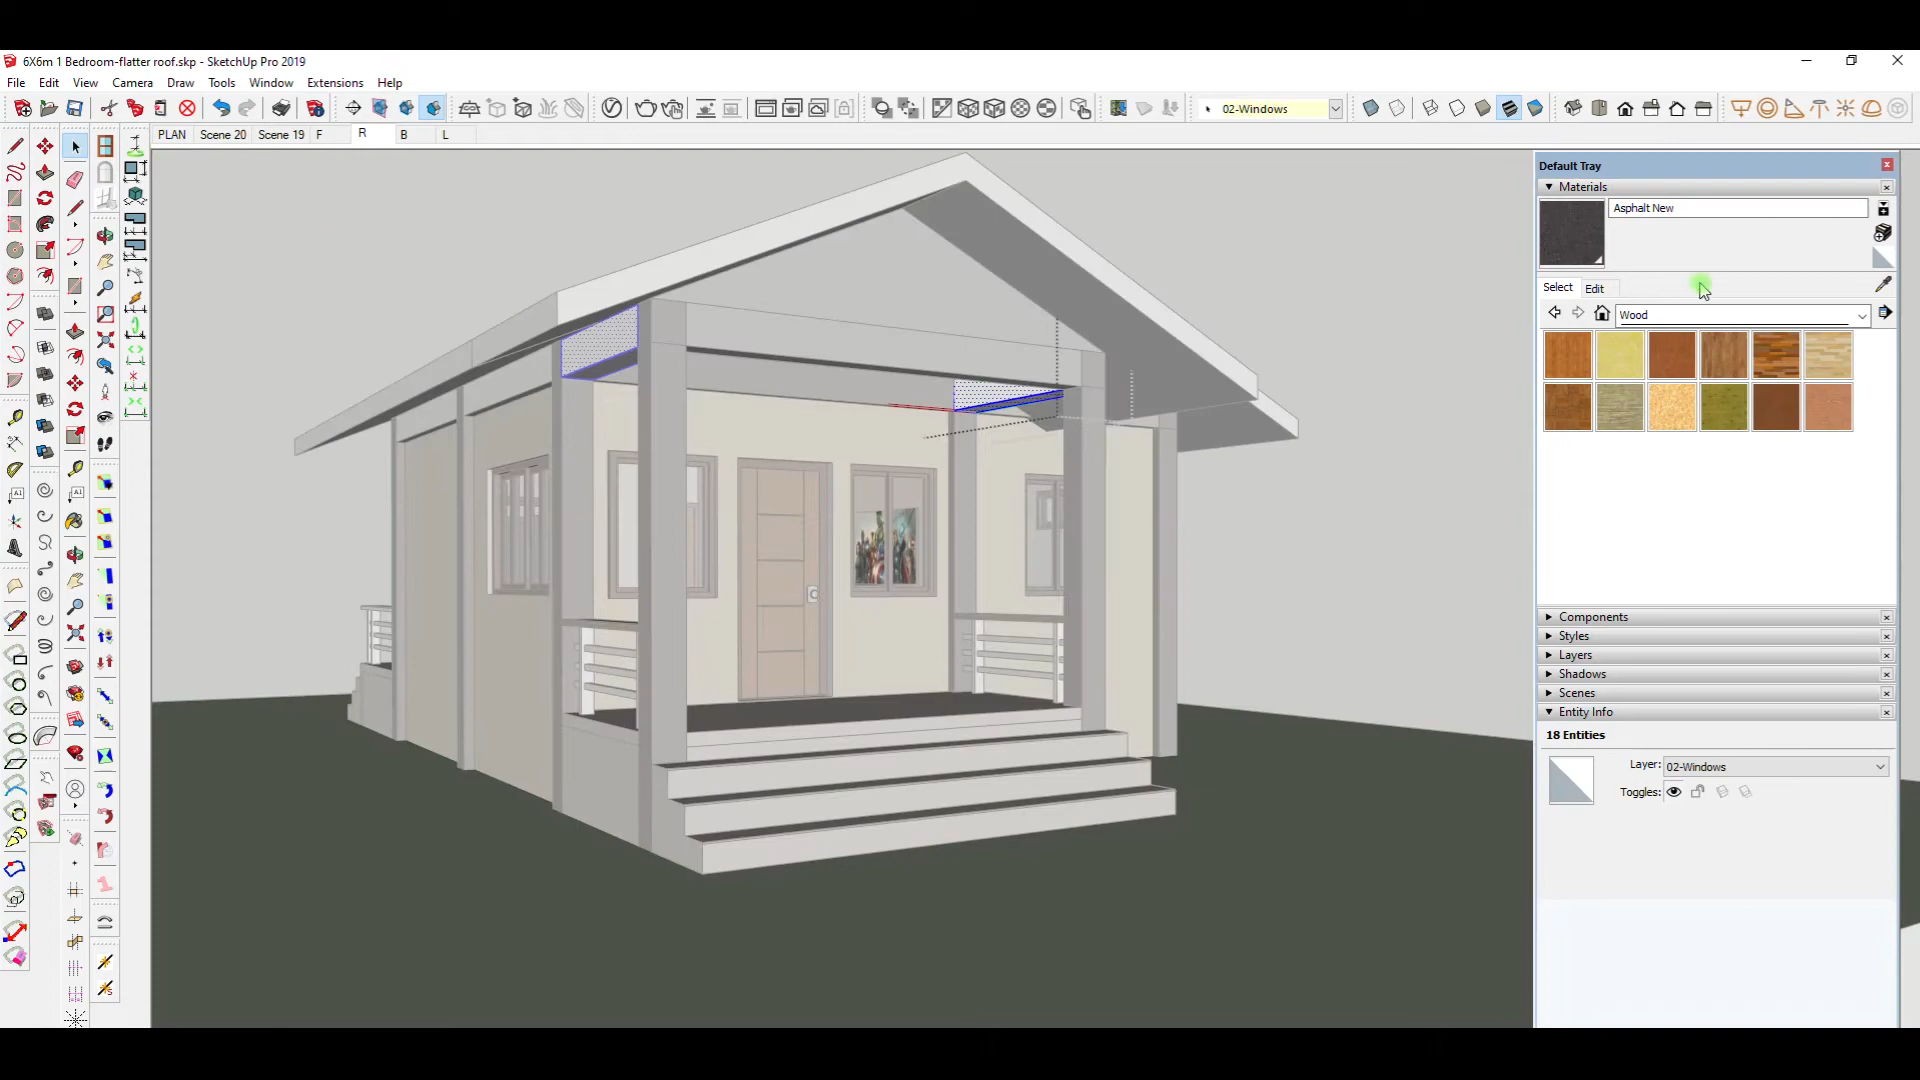 6X6m 1 Bedroom-flatter roof.skp - SketchUp Pro 2019
File Edit View Camera Draw Tools Window Extensions Help
02-Windows
PLAN Scene 20 Scene 19 F R B L
Default Tray
Materials
Asphalt New
Select Edit
Wood
Components
Styles
Layers
Shadows
Scenes
Entity Info
18 Entities
Layer: 02-Windows
Toggles: